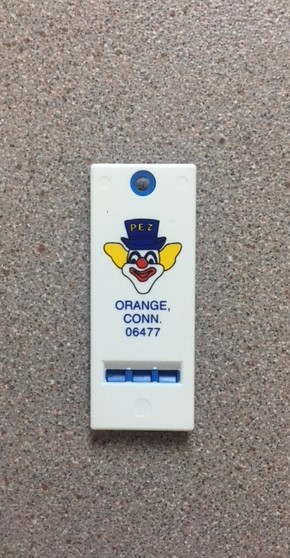 PEZ
ORANGE,
CONN.
06477